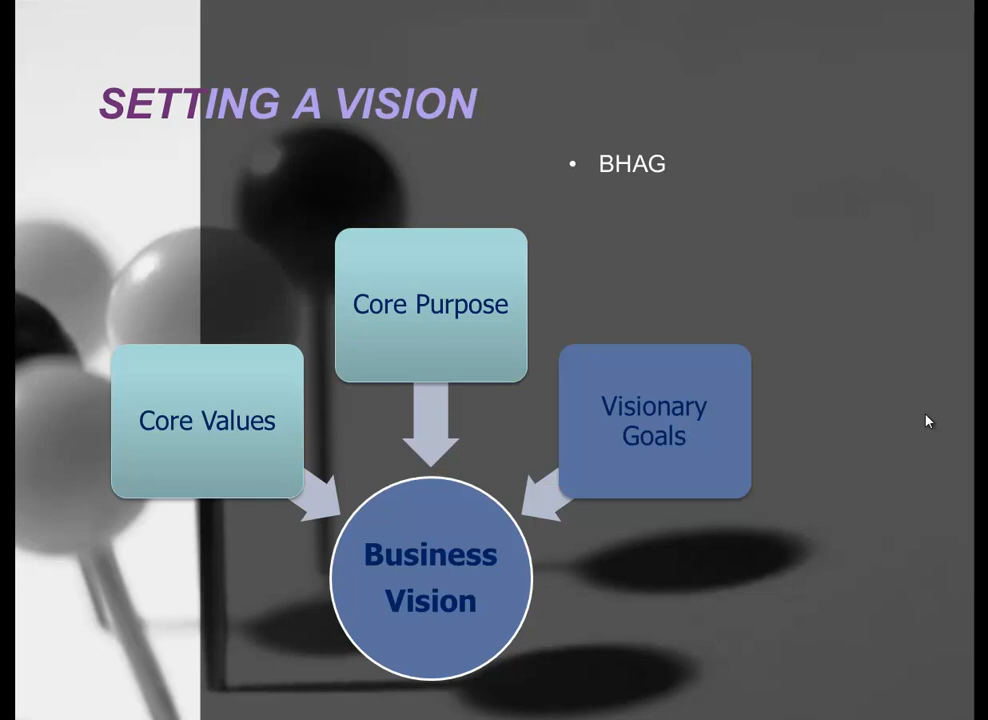 SETTING A VISION
• BHAG
Core Purpose
Core Values
Visionary
Goals
Business
Vision